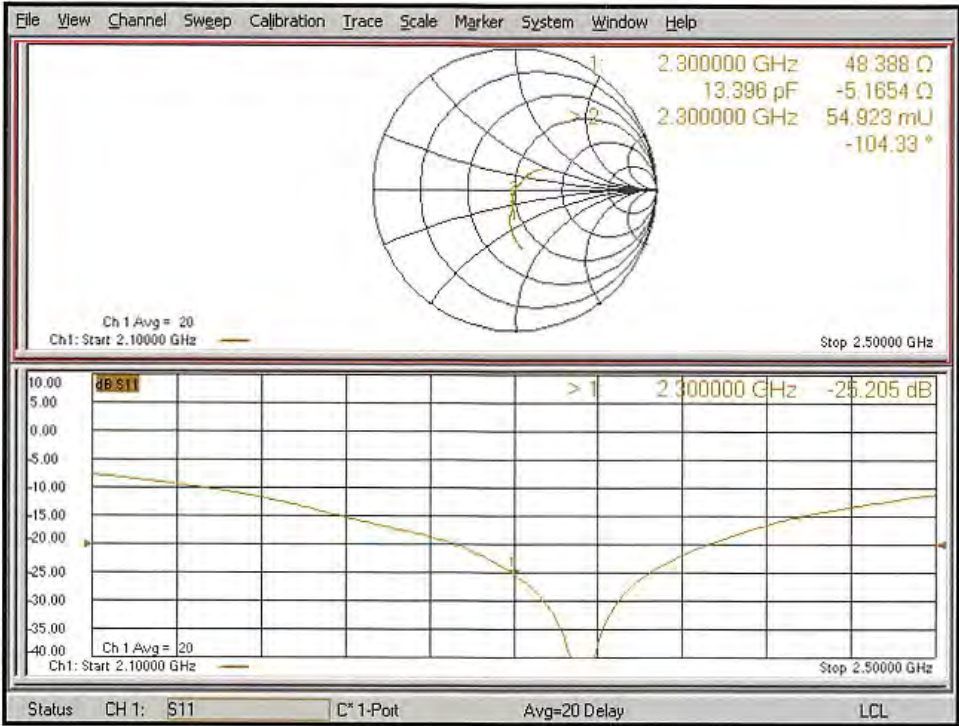 File View Channel Sweep Calibration Trace Scale Marker System Window Help
1: 2.300000 GHz 48.388 Ω
13.396 pF -5.1654 Ω
> 2: 2.300000 GHz 54.923 mU
-104.33 °
Ch 1 Avg = 20
Ch1: Start 2.10000 GHz
Stop 2.50000 GHz
10.00
dB S11
> 1: 2.300000 GHz -25.205 dB
5.00
0.00
-5.00
-10.00
-15.00
-20.00
1
-25.00
-30.00
-35.00
-40.00
Ch 1 Avg = 20
Ch1: Start 2.10000 GHz
Stop 2.50000 GHz
Status CH 1: S11 C* 1-Port Avg=20 Delay LCL